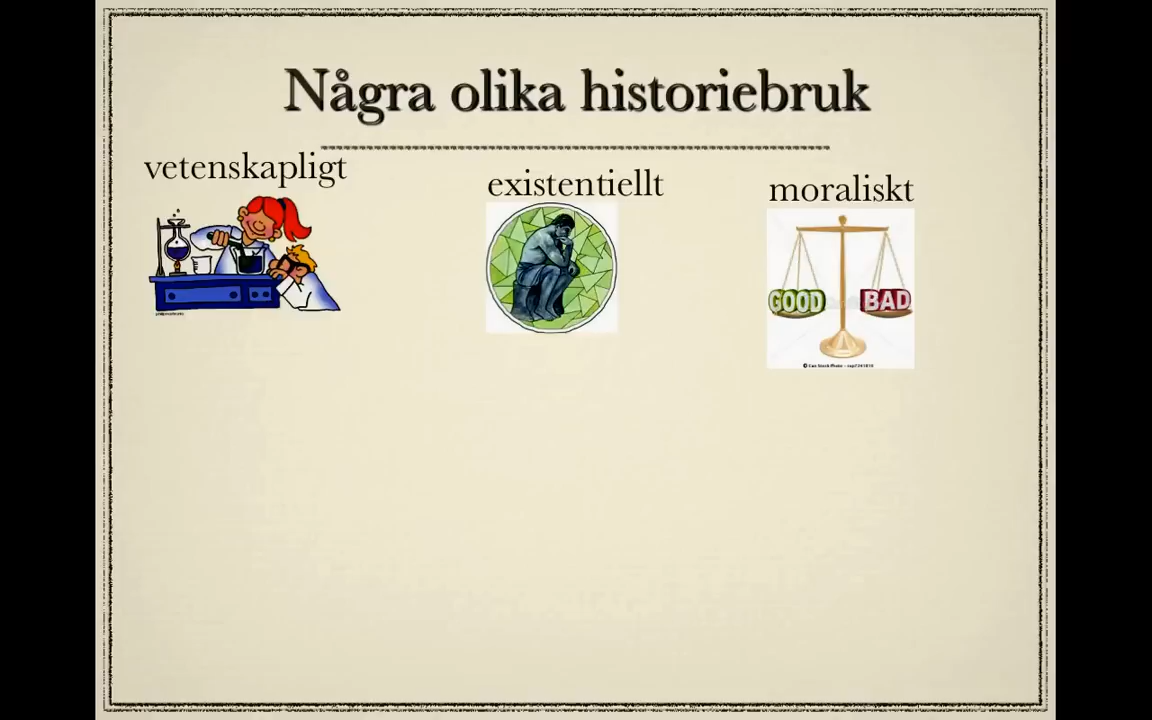 Några olika historiebruk
vetenskapligt
existentiellt
moraliskt
GOOD
BAD